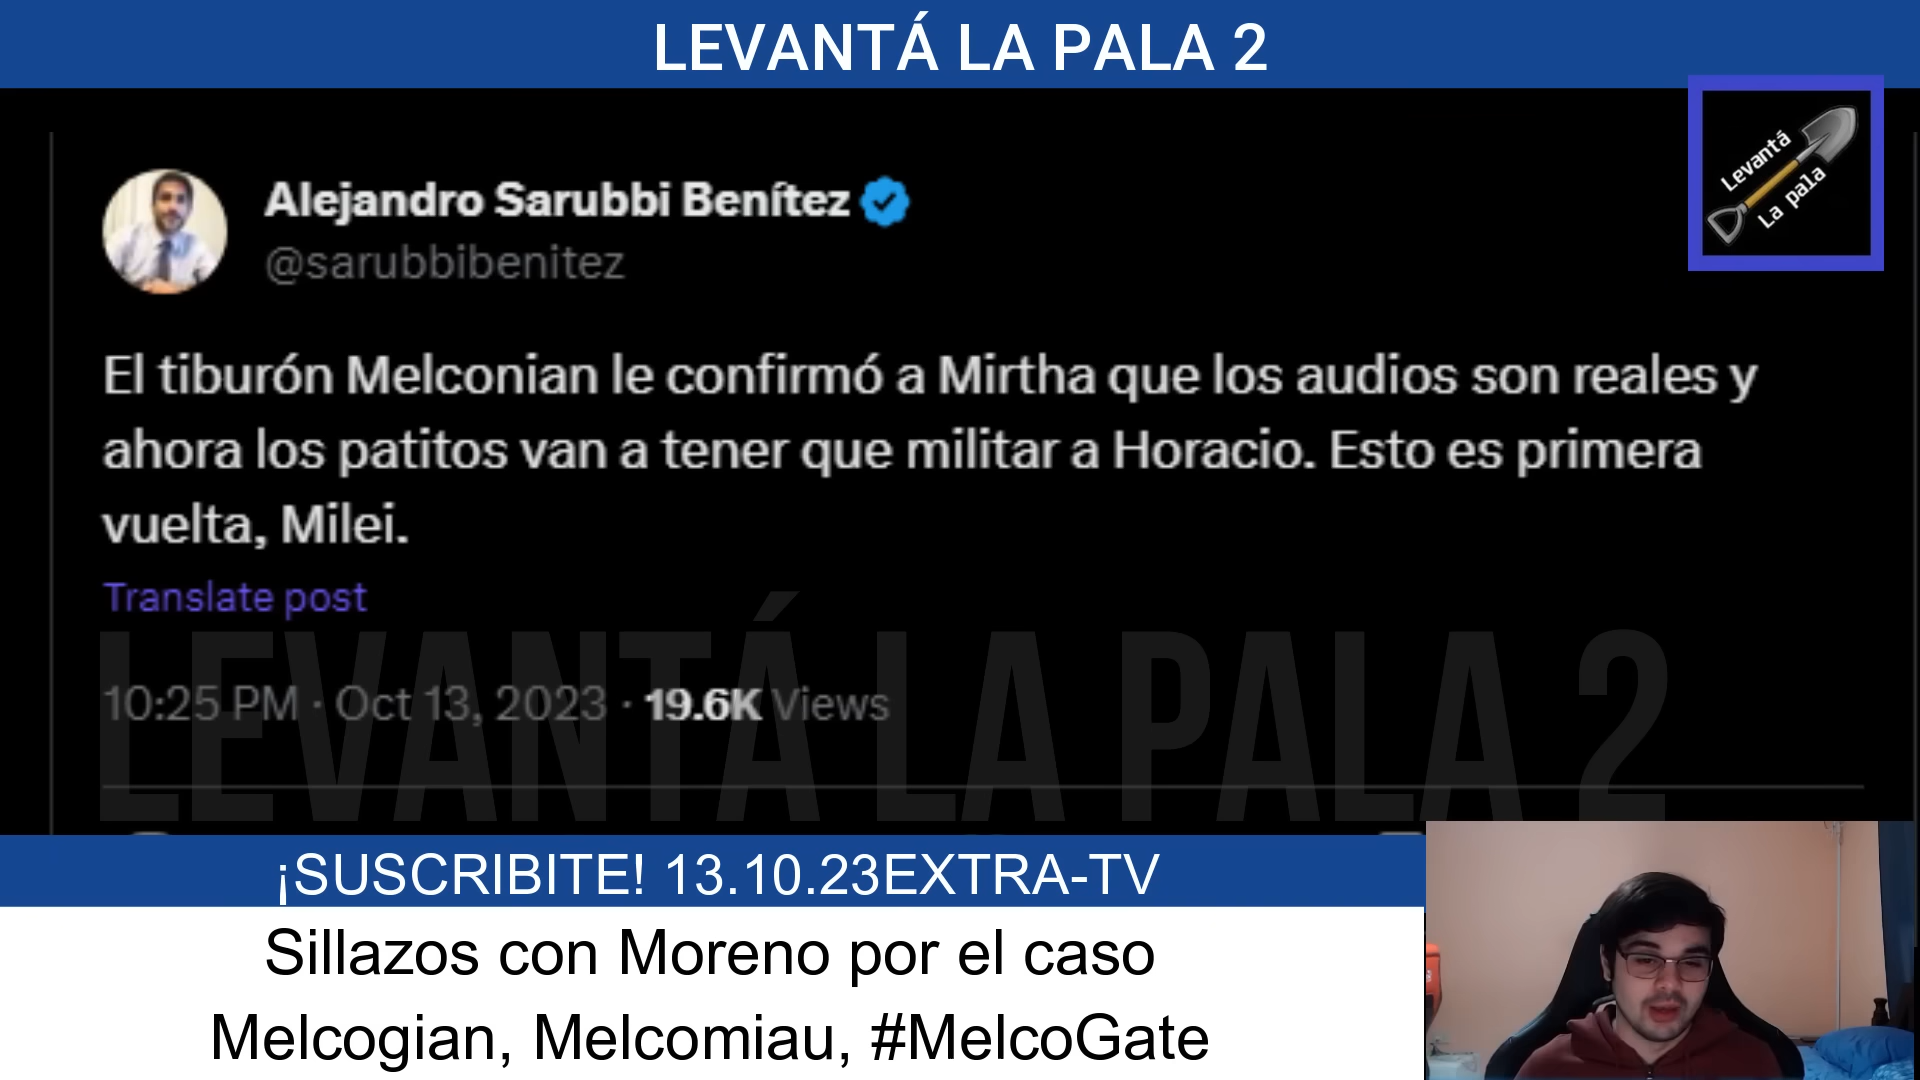 LEVANTÁ LA PALA 2
Levantá
La pala
Alejandro Sarubbi Benítez
@sarubbibenitez
El tiburón Melconian le confirmó a Mirtha que los audios son reales y
ahora los patitos van a tener que militar a Horacio. Esto es primera
vuelta, Milei.
Translate post
10:25 PM · Oct 13, 2023 · 19.6K Views
LEVANTÁ LA PALA 2
¡SUSCRIBITE! 13.10.23EXTRA-TV
Sillazos con Moreno por el caso
Melcogian, Melcomiau, #MelcoGate